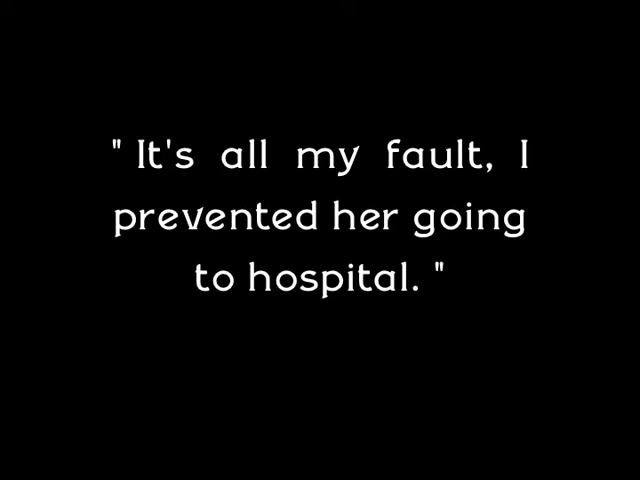 " It's all my fault, I
prevented her going
to hospital. "